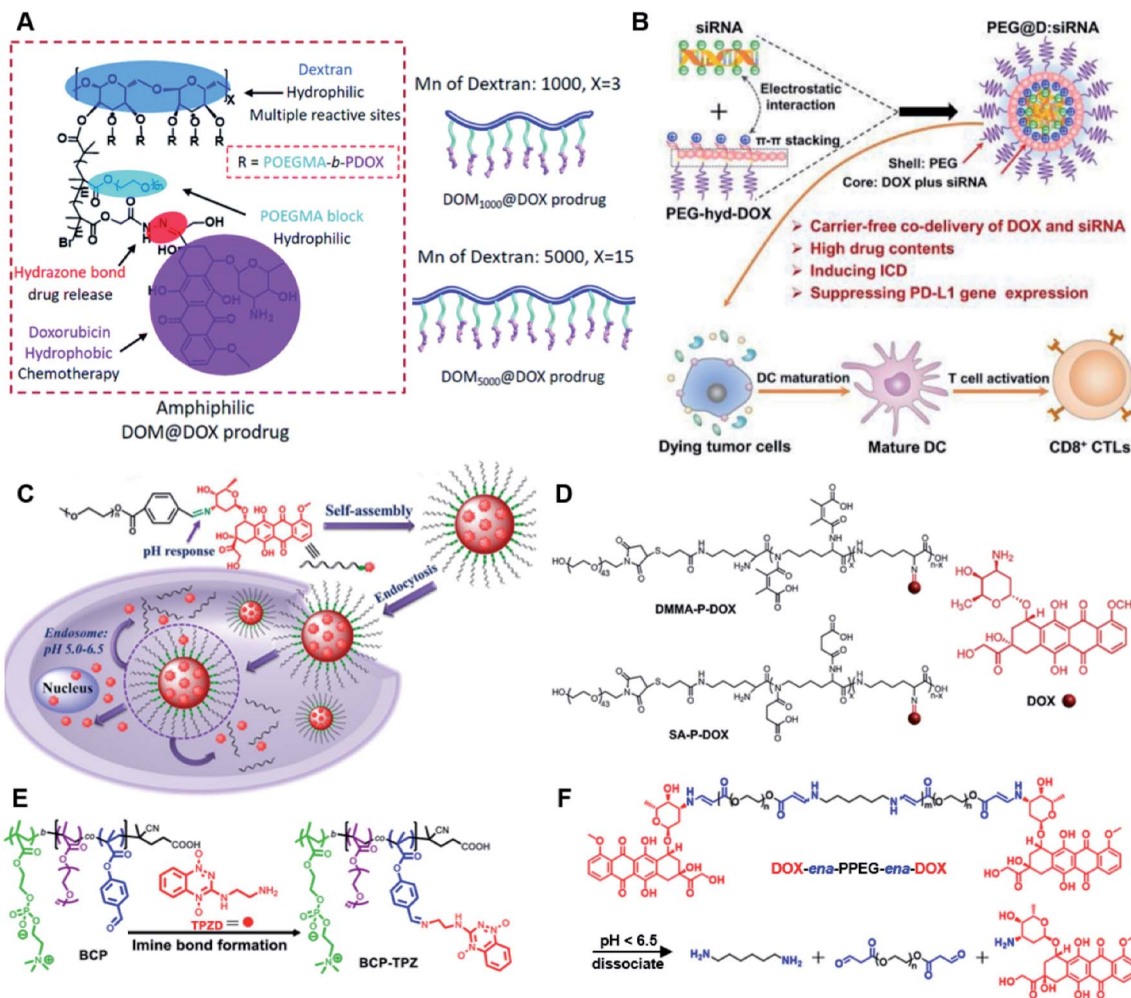 A
Dextran
Hydrophilic
Multiple reactive sites
R = POEGMA-b-PDOX
POEGMA block
Hydrophilic
Hydrazone bond
drug release
Doxorubicin
Hydrophobic
Chemotherapy
Amphiphilic
DOM@DOX prodrug
Mn of Dextran: 1000, X=3
DOM1000@DOX prodrug
Mn of Dextran: 5000, X=15
DOM5000@DOX prodrug
B
siRNA
Electrostatic
interaction
+
π-π stacking
PEG-hyd-DOX
PEG@D:siRNA
Shell: PEG
Core: DOX plus siRNA
➤ Carrier-free co-delivery of DOX and siRNA
➤ High drug contents
➤ Inducing ICD
➤ Suppressing PD-L1 gene expression
DC maturation
T cell activation
Dying tumor cells
Mature DC
CD8+ CTLs
C
pH response
Self-assembly
Endocytosis
Endosome:
pH 5.0-6.5
Nucleus
D
DMMA-P-DOX
SA-P-DOX
DOX
E
BCP
TPZD =
Imine bond formation
BCP-TPZ
F
DOX-ena-PPEG-ena-DOX
pH < 6.5
dissociate